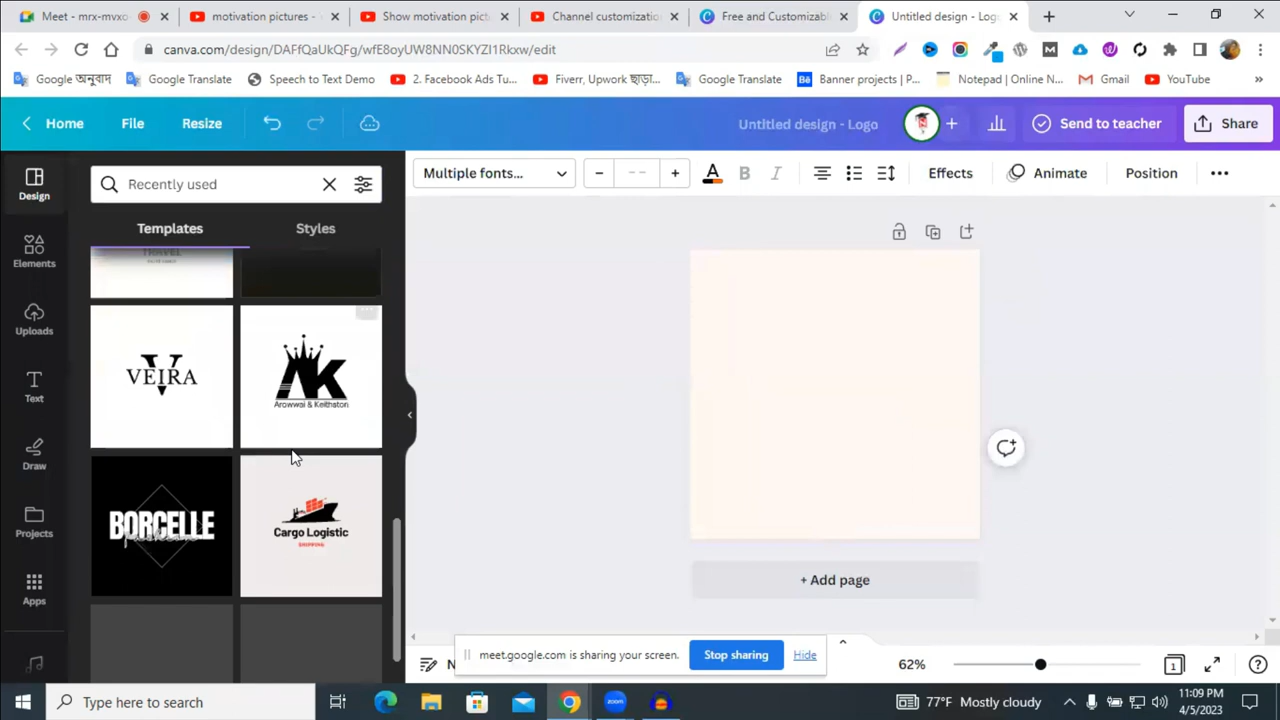 Meet - mrx-mvxo
motivation pictures -
Show motivation pict
Channel customizatio
Free and Customizabl
Untitled design - Logo
canva.com/design/DAFfQaUkQFg/wfE8oyUW8NN0SKYZI1Rkxw/edit
Google অনুবাদ
Google Translate
Speech to Text Demo
2. Facebook Ads Tu...
Fiverr, Upwork ছাড়া...
Google Translate
Banner projects | P...
Notepad | Online N...
Gmail
YouTube
Home
File
Resize
Untitled design - Logo
Send to teacher
Share
Design
Recently used
Multiple fonts...
- -
A
B
I
Effects
Animate
Position
Templates
Styles
Elements
TRAVEL
Uploads
V
VEIRA
AK
Arowwai & Keithston
Text
Draw
BORCELLE
Cargo Logistic
SHIPPING
Projects
+ Add page
Apps
meet.google.com is sharing your screen.
Stop sharing
Hide
N
62%
1
Type here to search
77°F Mostly cloudy
11:09 PM
4/5/2023